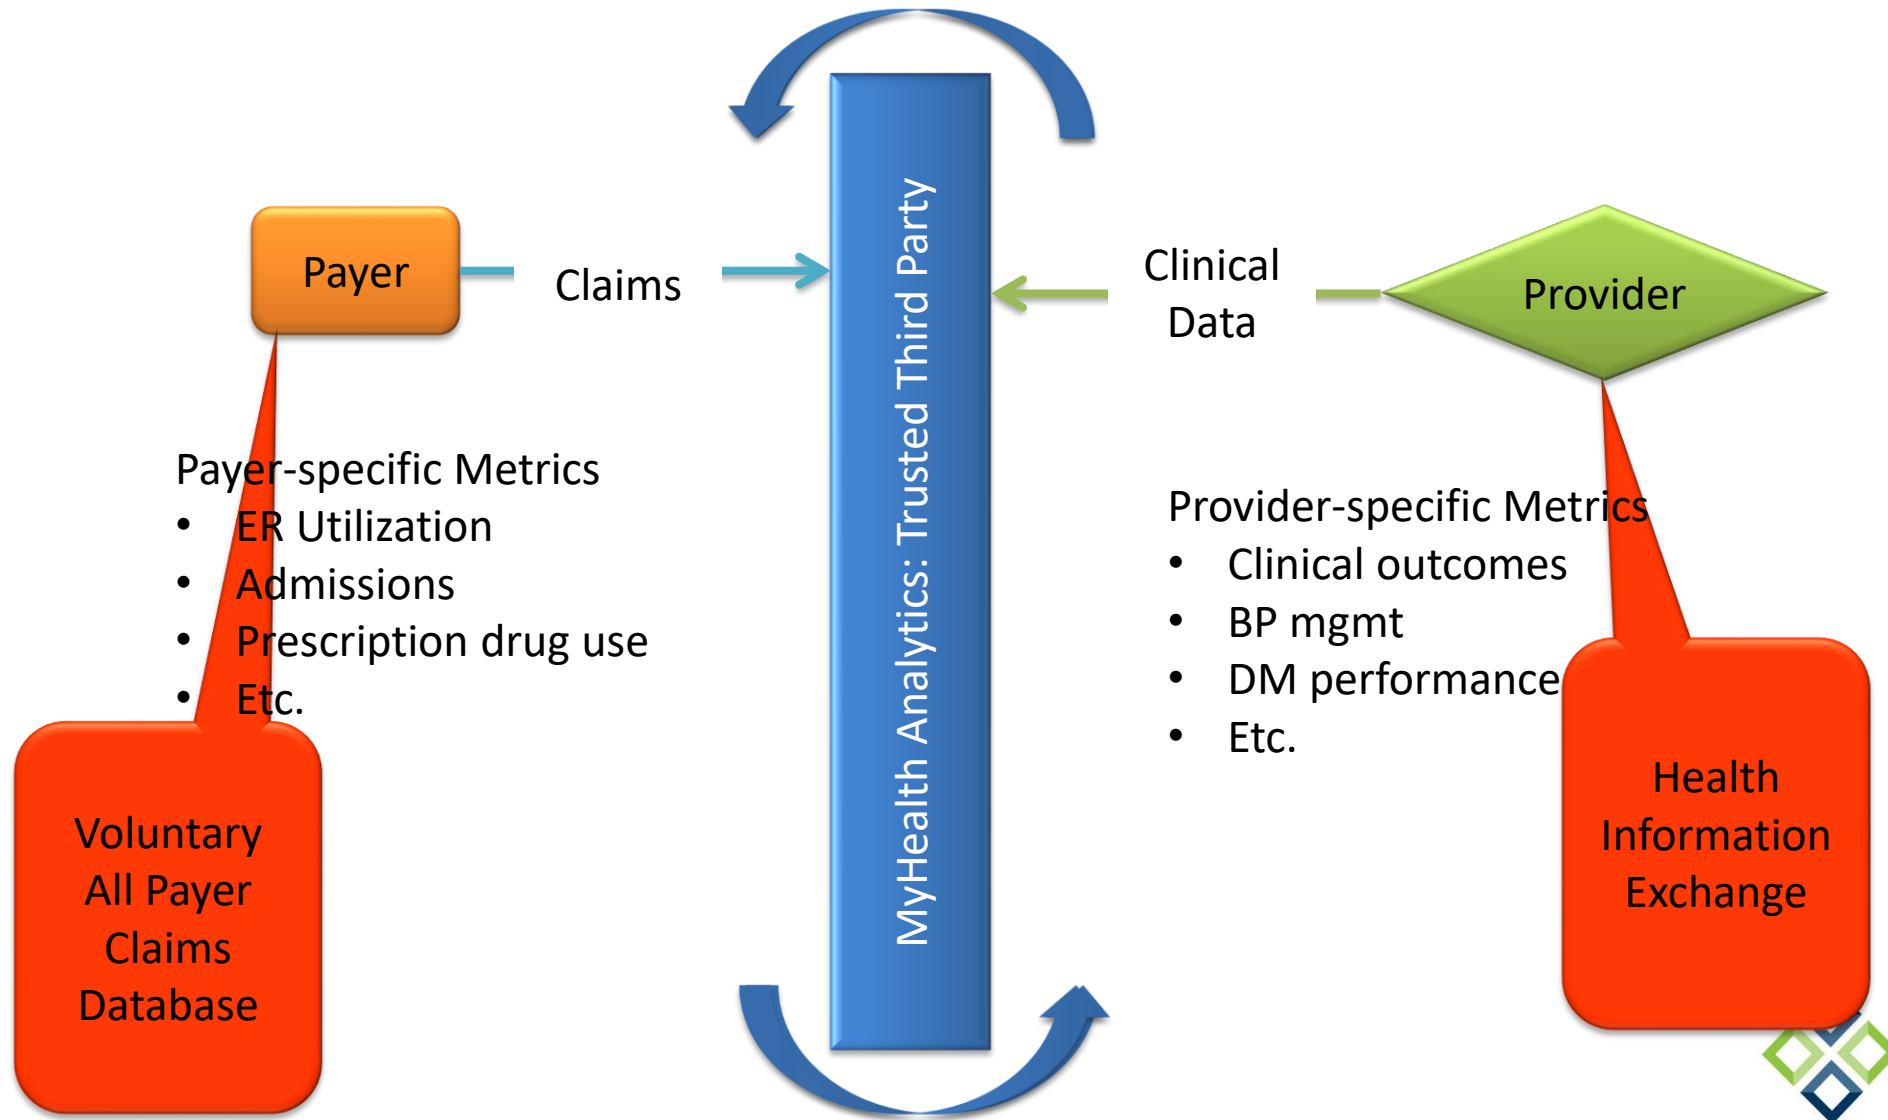 Payer
Claims
MyHealth Analytics: Trusted Third Party
Clinical
Data
Provider
Payer-specific Metrics
• ER Utilization
• Admissions
• Prescription drug use
• Etc.
Provider-specific Metrics
• Clinical outcomes
• BP mgmt
• DM performance
• Etc.
Voluntary
All Payer
Claims
Database
Health
Information
Exchange